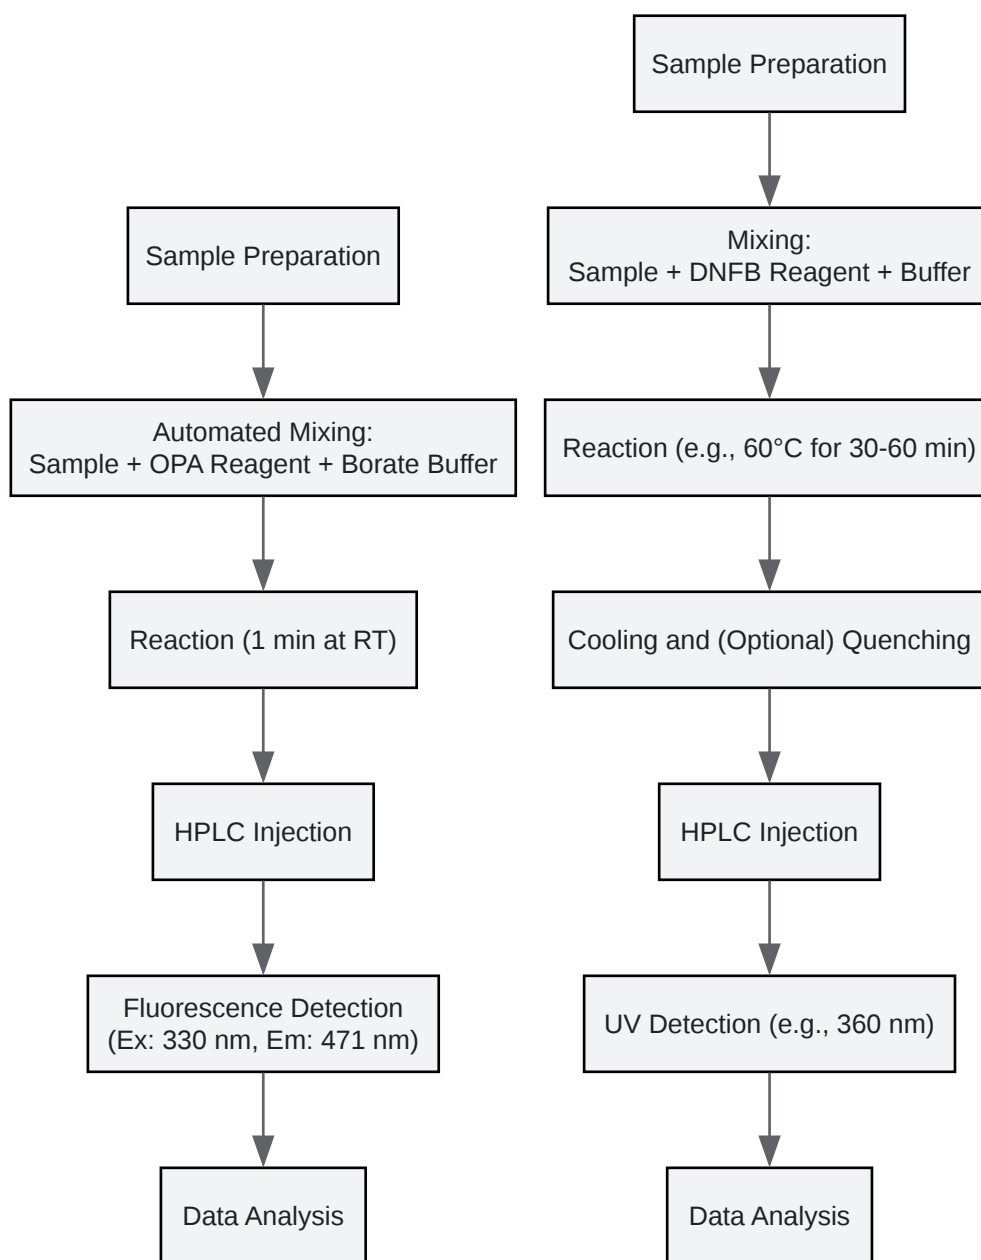 Sample Preparation
Automated Mixing:
Sample + OPA Reagent + Borate Buffer
Reaction (1 min at RT)
HPLC Injection
Fluorescence Detection
(Ex: 330 nm, Em: 471 nm)
Data Analysis
Sample Preparation
Mixing:
Sample + DNFB Reagent + Buffer
Reaction (e.g., 60°C for 30-60 min)
Cooling and (Optional) Quenching
HPLC Injection
UV Detection (e.g., 360 nm)
Data Analysis